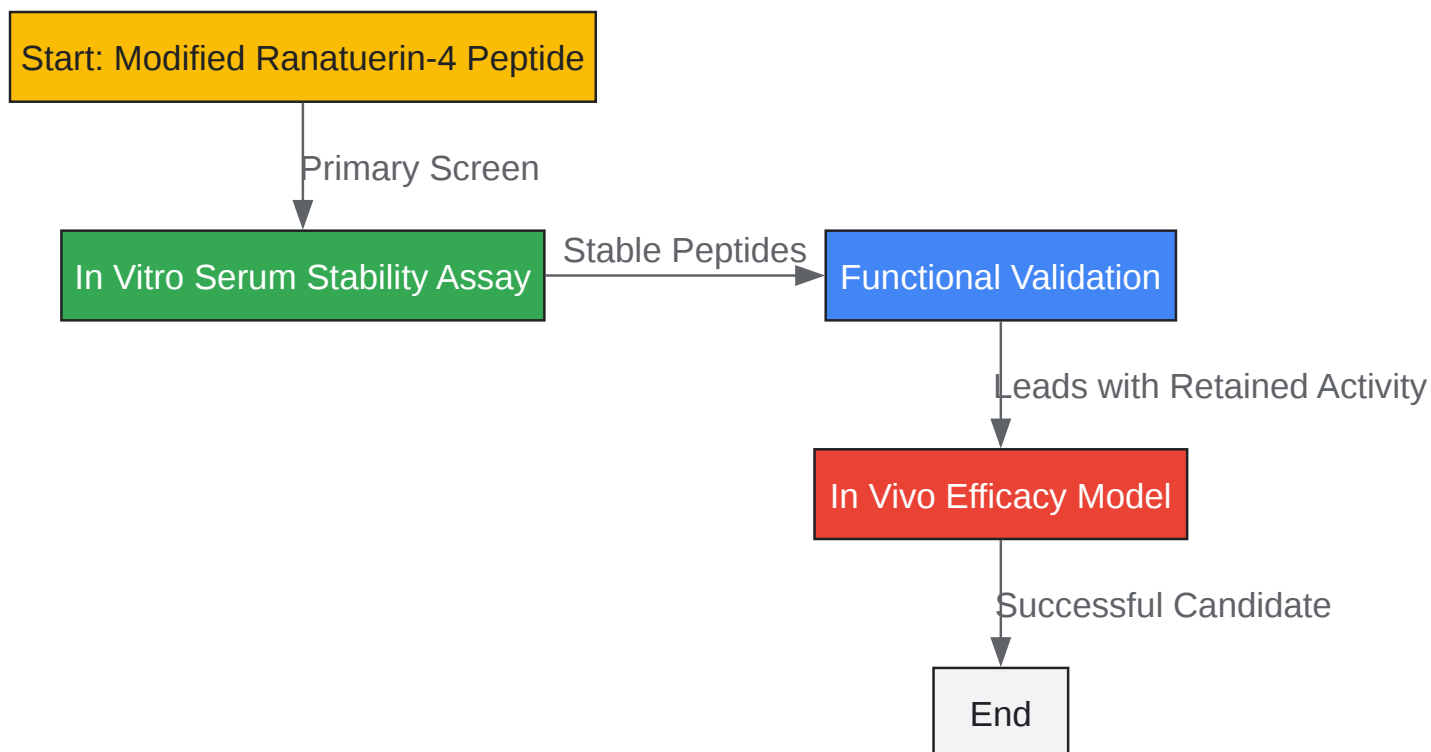 Start: Modified Ranatuerin-4 Peptide
Primary Screen
In Vitro Serum Stability Assay
Stable Peptides
Functional Validation
Leads with Retained Activity
In Vivo Efficacy Model
Successful Candidate
End